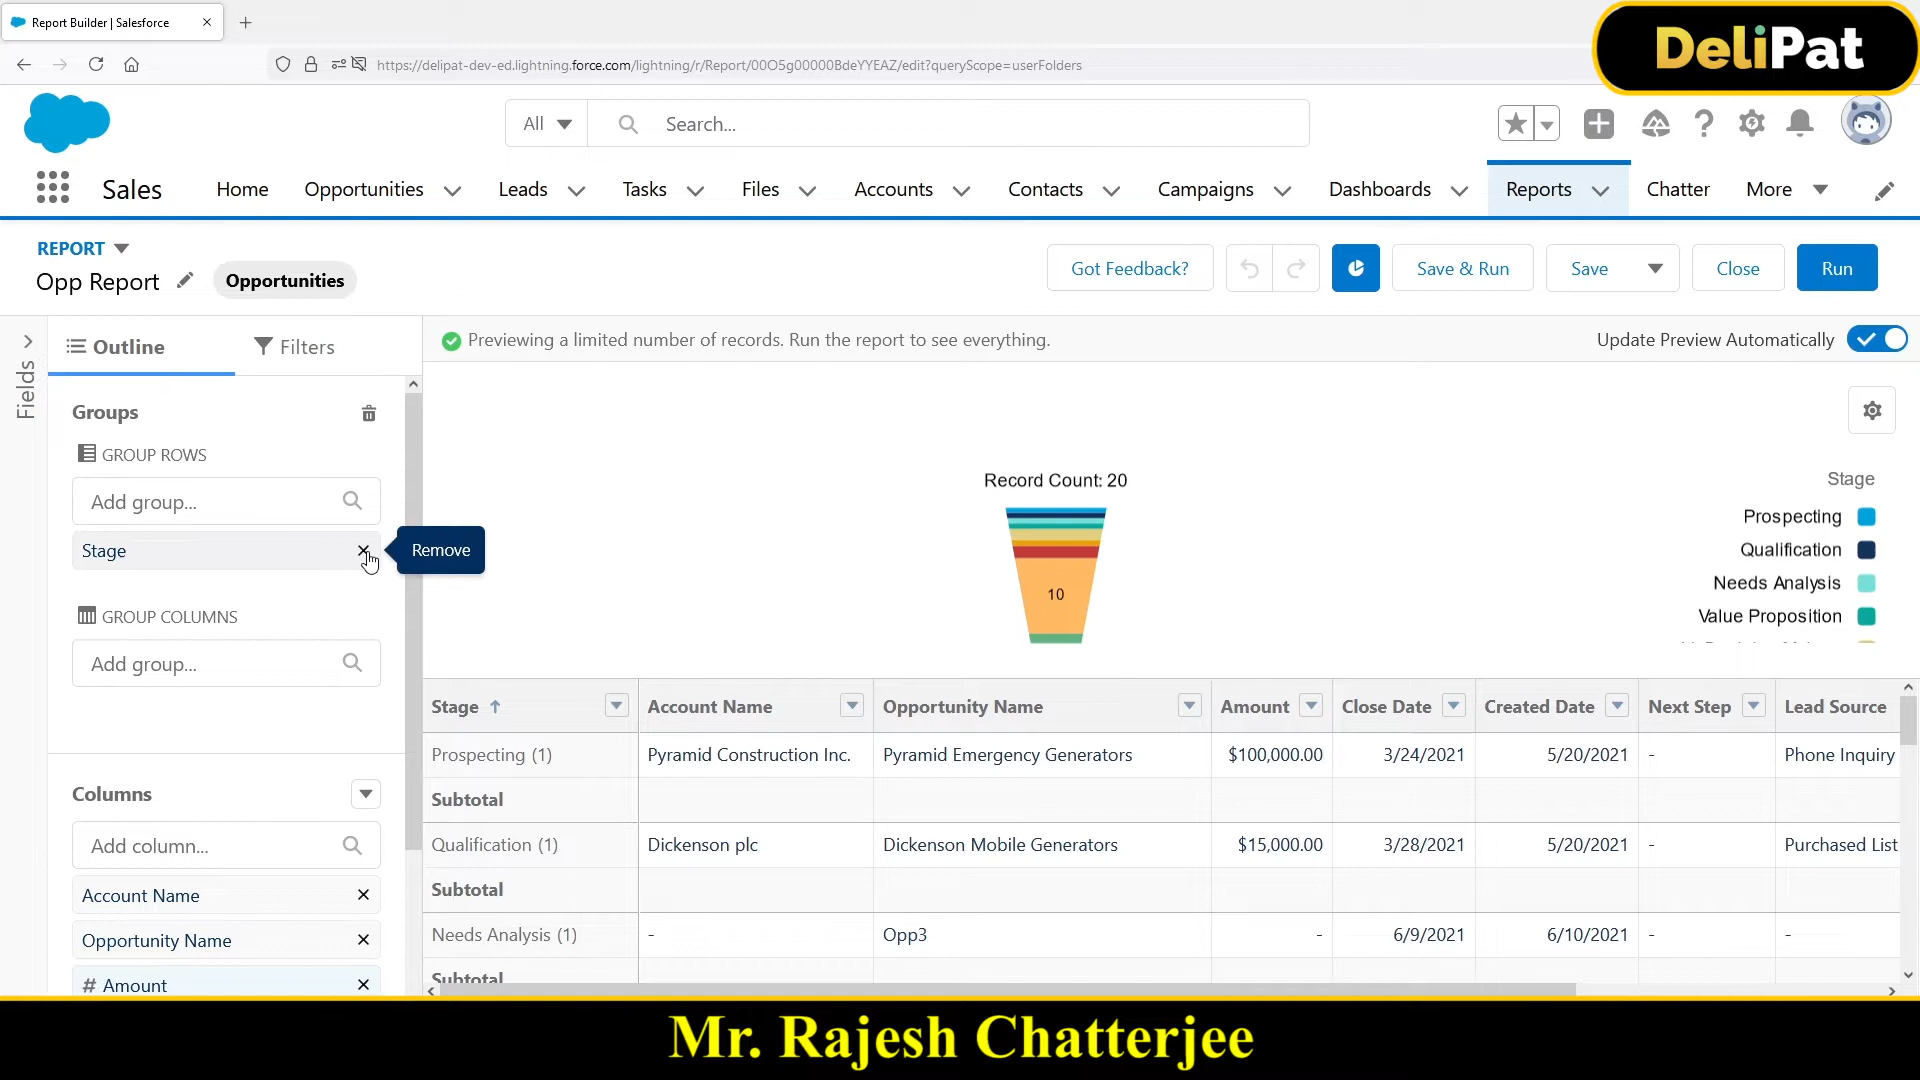 Report Builder | Salesforce
DeliPat
https://delipat-dev-ed.lightning.force.com/lightning/r/Report/00O5g00000BdeYYEAZ/edit?queryScope=userFolders
All
Search...
Sales
Home
Opportunities
Leads
Tasks
Files
Accounts
Contacts
Campaigns
Dashboards
Reports
Chatter
More
REPORT
Opp Report
Opportunities
Got Feedback?
Save & Run
Save
Close
Run
Fields
Outline
Filters
Previewing a limited number of records. Run the report to see everything.
Update Preview Automatically
Groups
GROUP ROWS
Add group...
Stage
Remove
GROUP COLUMNS
Add group...
Columns
Add column...
Account Name
Opportunity Name
# Amount
Record Count: 20
10
Stage
Prospecting
Qualification
Needs Analysis
Value Proposition
Stage Account Name Opportunity Name Amount Close Date Created Date Next Step Lead Source
Prospecting (1) Pyramid Construction Inc. Pyramid Emergency Generators $100,000.00 3/24/2021 5/20/2021 - Phone Inquiry
Subtotal
Qualification (1) Dickenson plc Dickenson Mobile Generators $15,000.00 3/28/2021 5/20/2021 - Purchased List
Subtotal
Needs Analysis (1) - Opp3 - 6/9/2021 6/10/2021 - -
Subtotal
Mr. Rajesh Chatterjee